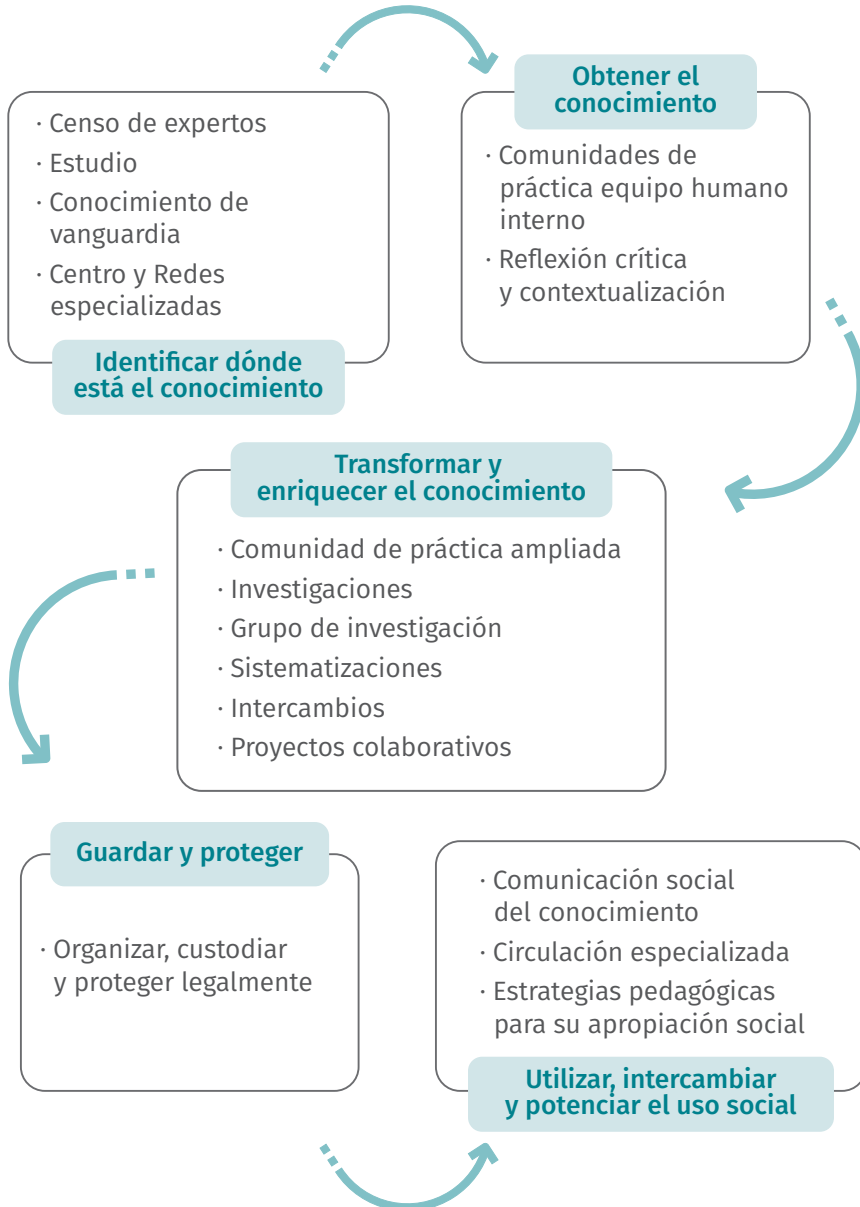 · Censo de expertos
· Estudio
· Conocimiento de
vanguardia
· Centro y Redes
especializadas
Identificar dónde
está el conocimiento
Obtener el
conocimiento
· Comunidades de
práctica equipo humano
interno
· Reflexión crítica
y contextualización
Transformar y
enriquecer el conocimiento
· Comunidad de práctica ampliada
· Investigaciones
· Grupo de investigación
· Sistematizaciones
· Intercambios
· Proyectos colaborativos
Guardar y proteger
· Organizar, custodiar
y proteger legalmente
· Comunicación social
del conocimiento
· Circulación especializada
· Estrategias pedagógicas
para su apropiación social
Utilizar, intercambiar
y potenciar el uso social